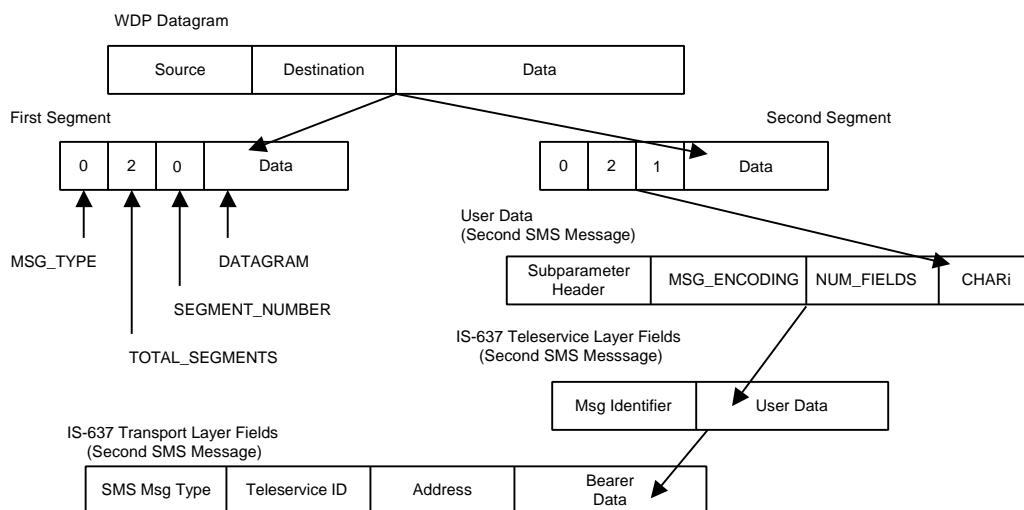 WDP Datagram
Source Destination Data
First Segment
Second Segment
0 2 0 Data
0 2 1 Data
MSG_TYPE
DATAGRAM
SEGMENT_NUMBER
TOTAL_SEGMENTS
User Data
(Second SMS Message)
Subparameter
Header
MSG_ENCODING NUM_FIELDS CHARi
IS-637 Teleservice Layer Fields
(Second SMS Messsage)
Msg Identifier User Data
IS-637 Transport Layer Fields
(Second SMS Message)
SMS Msg Type Teleservice ID Address
Bearer
Data